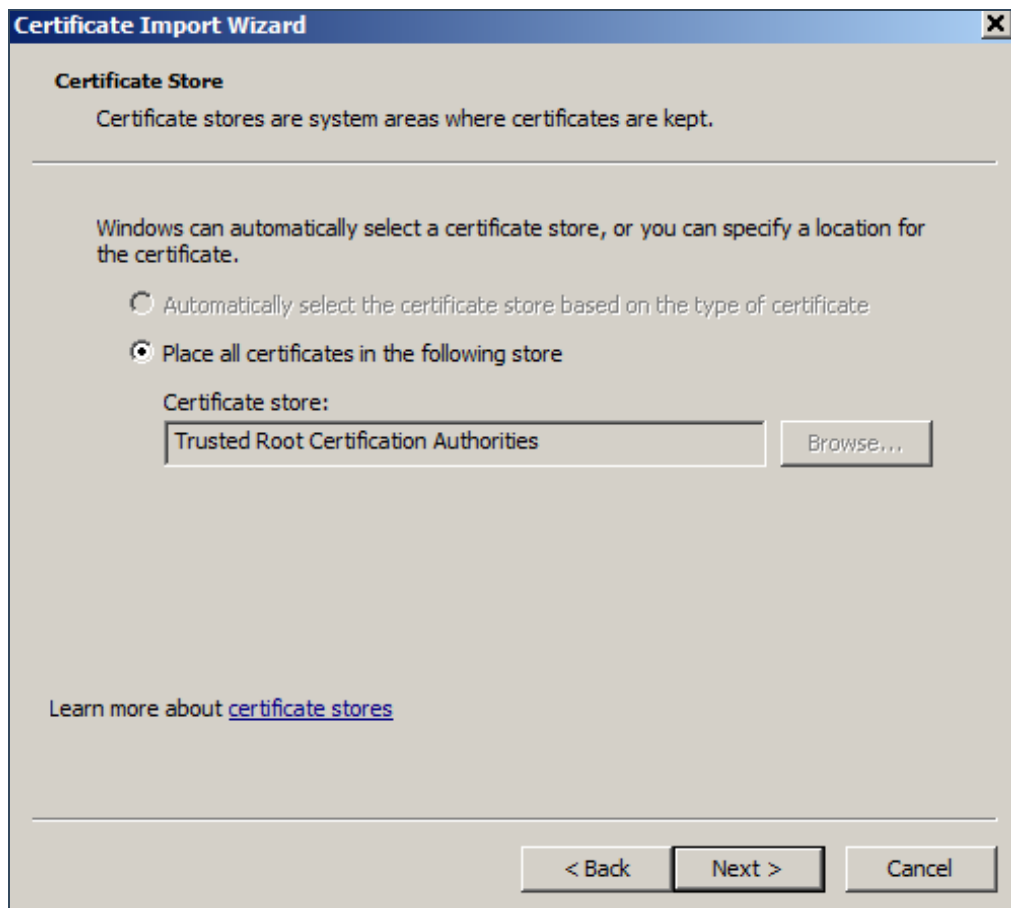 Certificate Import Wizard
Certificate Store
Certificate stores are system areas where certificates are kept.
Windows can automatically select a certificate store, or you can specify a location for
the certificate.
Automatically select the certificate store based on the type of certificate
Place all certificates in the following store
Certificate store:
Trusted Root Certification Authorities
Browse...
Learn more about certificate stores
< Back
Next >
Cancel